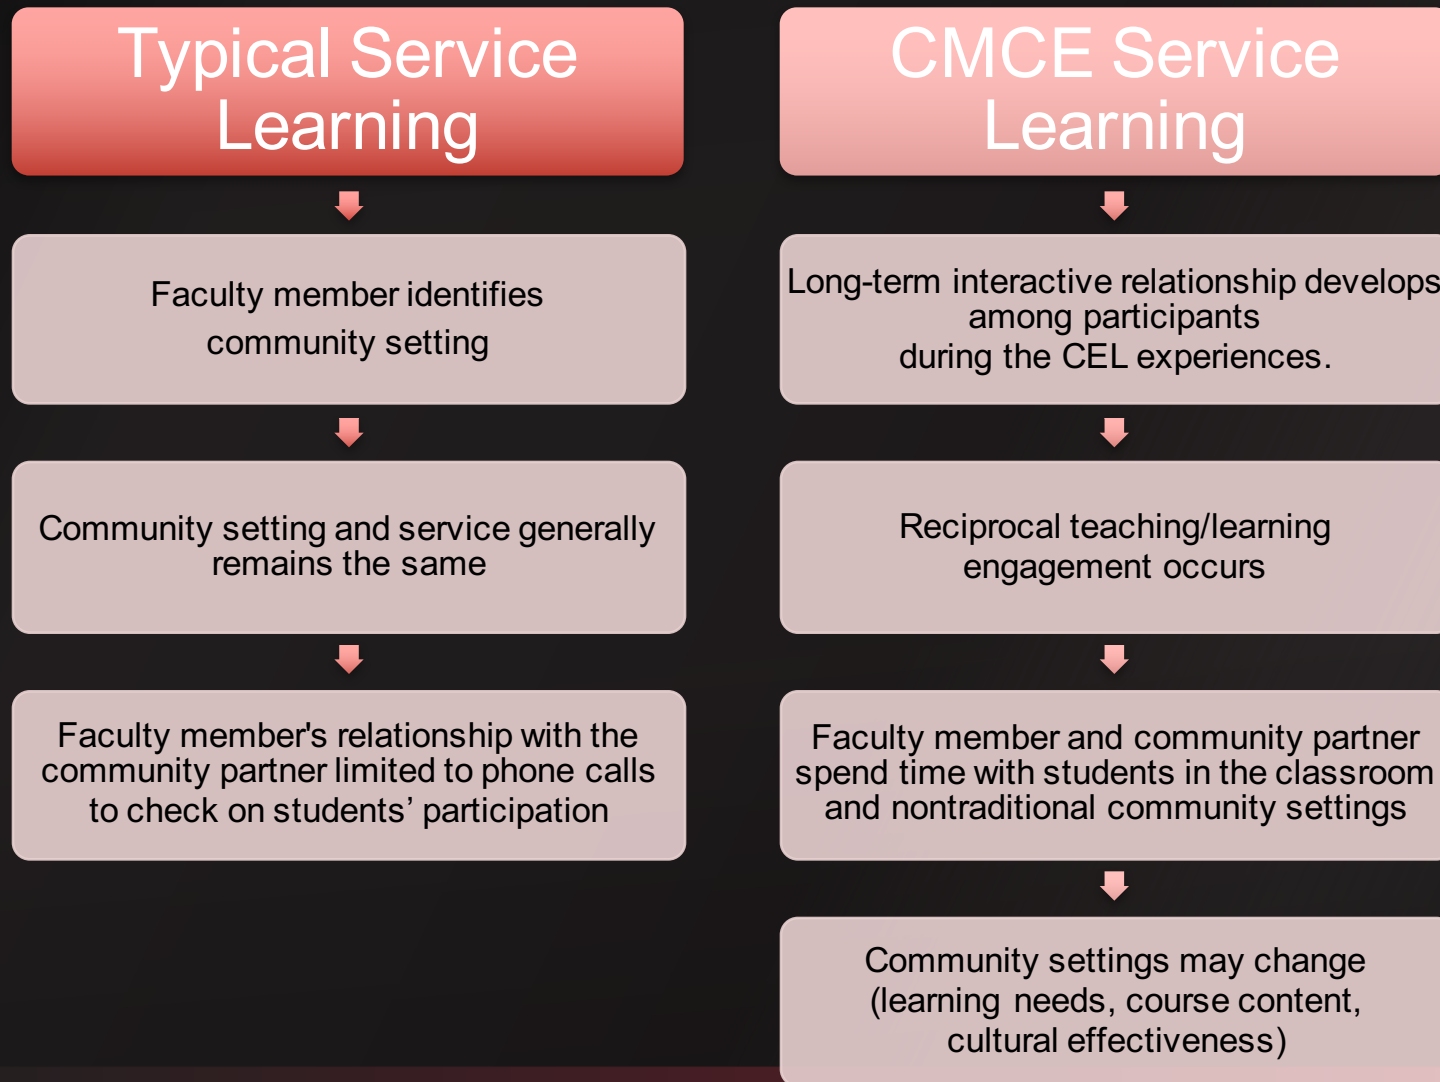 Typical Service
Learning
Faculty member identifies
community setting
Community setting and service generally
remains the same
Faculty member's relationship with the
community partner limited to phone calls
to check on students’ participation
CMCE Service
Learning
Long-term interactive relationship develops
among participants
during the CEL experiences.
Reciprocal teaching/learning
engagement occurs
Faculty member and community partner
spend time with students in the classroom
and nontraditional community settings
Community settings may change
(learning needs, course content,
cultural effectiveness)